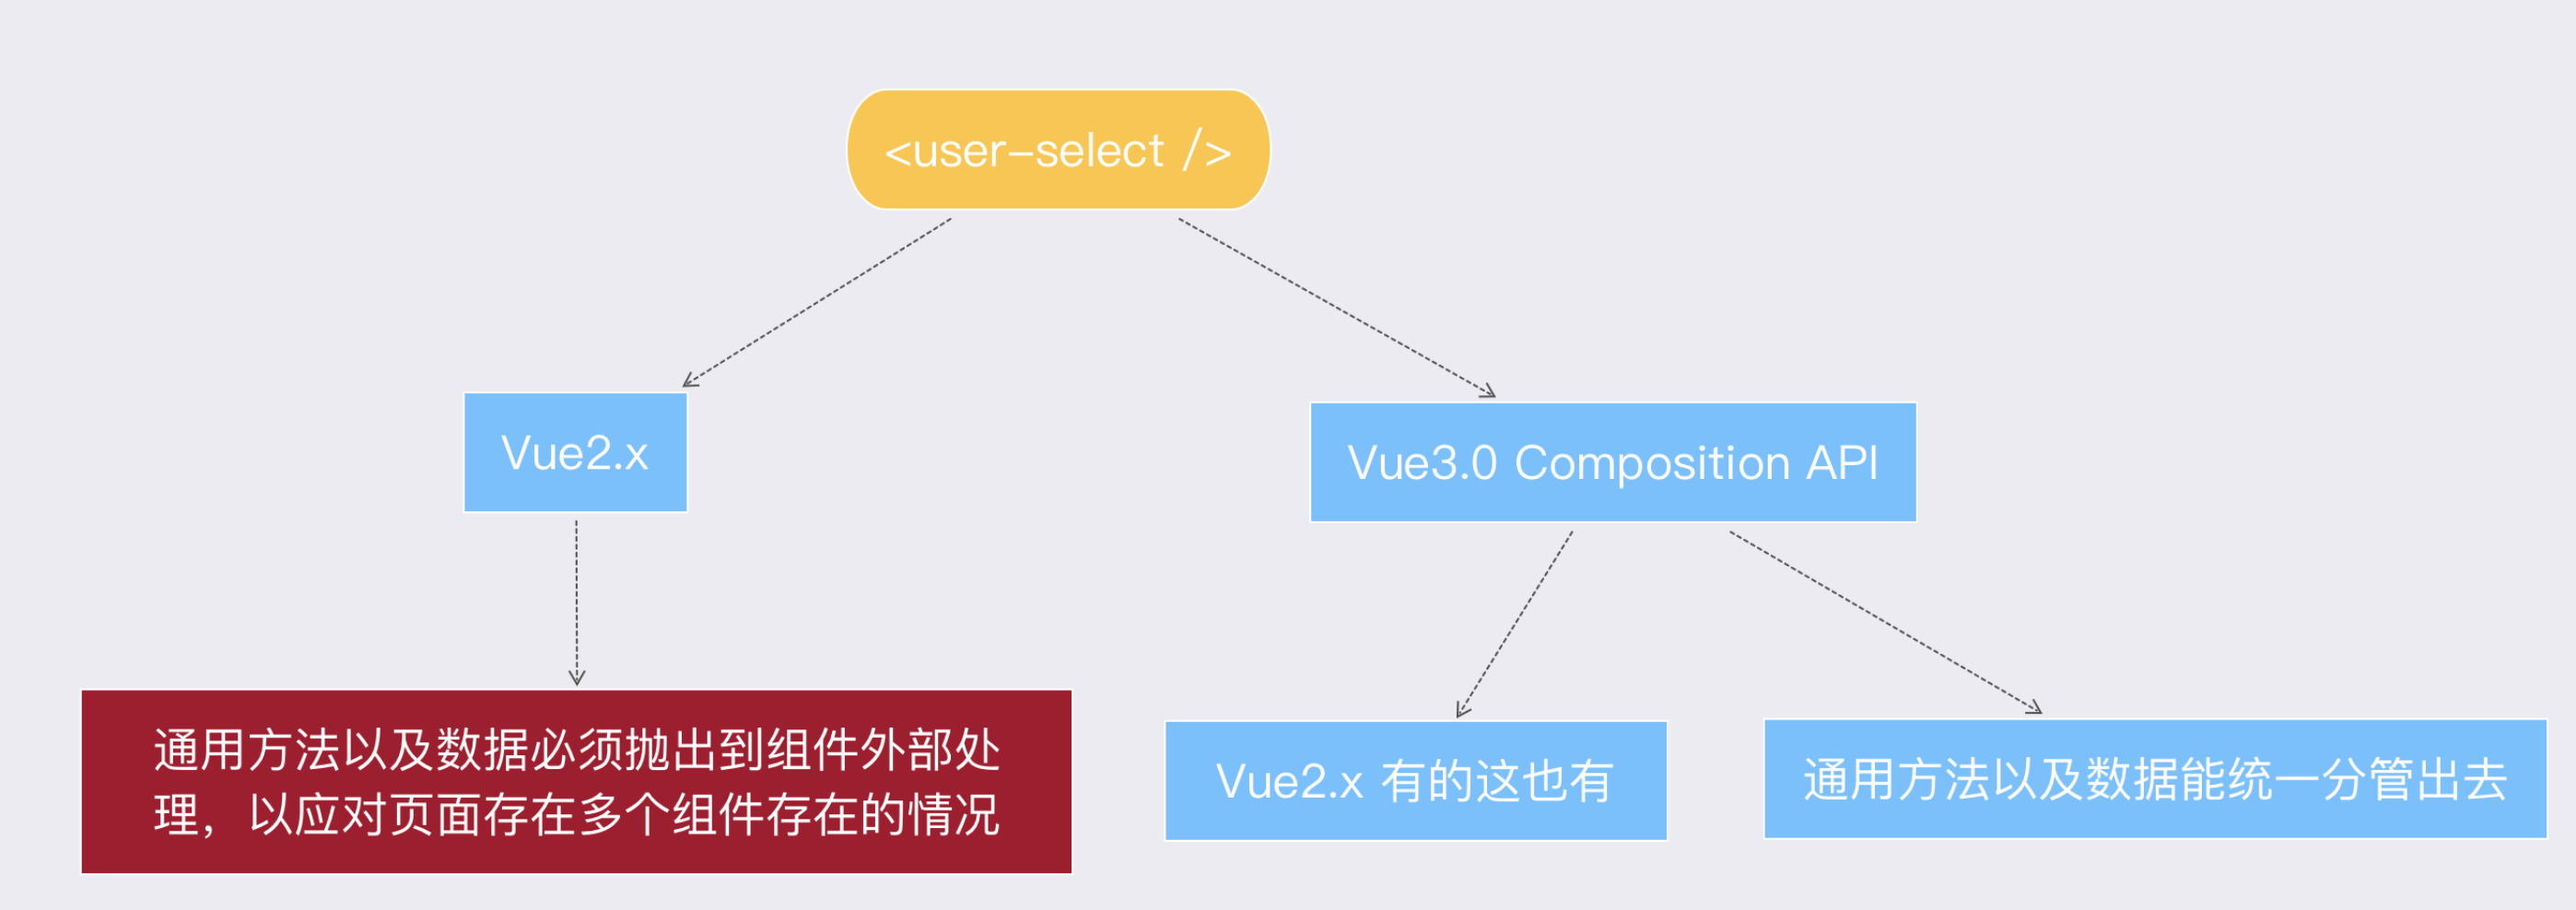 <user-select />
Vue2.x
Vue3.0 Composition API
通用方法以及数据必须抛出到组件外部处
理，以应对页面存在多个组件存在的情况
Vue2.x 有的这也有
通用方法以及数据能统一分管出去